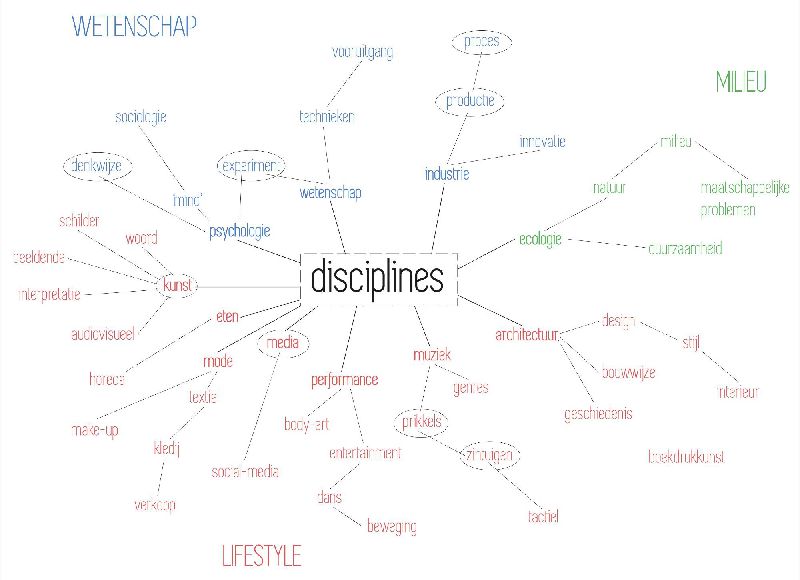 WETENSCHAP
vooruitgang
proces
MILIEU
productie
sociologie
technieken
innovatie
milieu
denkwijze
experiment
industrie
natuur
maatschappelijke
problemen
'mind'
wetenschap
schilder
woord
psychologie
ecologie
duurzaamheid
beeldende
disciplines
kunst
interpretatie
audiovisueel
eten
media
architectuur
design
stijl
horeca
mode
performance
muziek
bouwwijze
interieur
textiel
genres
geschiedenis
make-up
body-art
prikkels
kledij
entertainment
zintuigen
boekdrukkunst
social-media
verkoop
dans
tactiel
beweging
LIFESTYLE